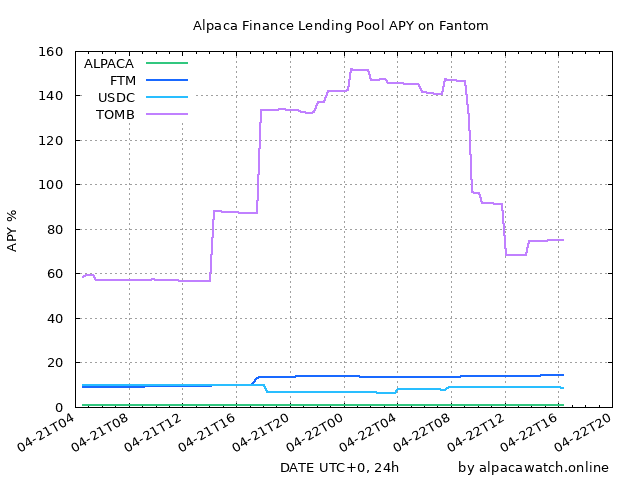 Alpaca Finance Lending Pool APY on Fantom
ALPACA
FTM
USDC
TOMB
APY %
160
140
120
100
80
60
40
20
0
04-21T04
04-21T08
04-21T12
04-21T16
04-21T20
04-22T00
04-22T04
04-22T08
04-22T12
04-22T16
04-22T20
DATE UTC+0, 24h
by alpacawatch.online